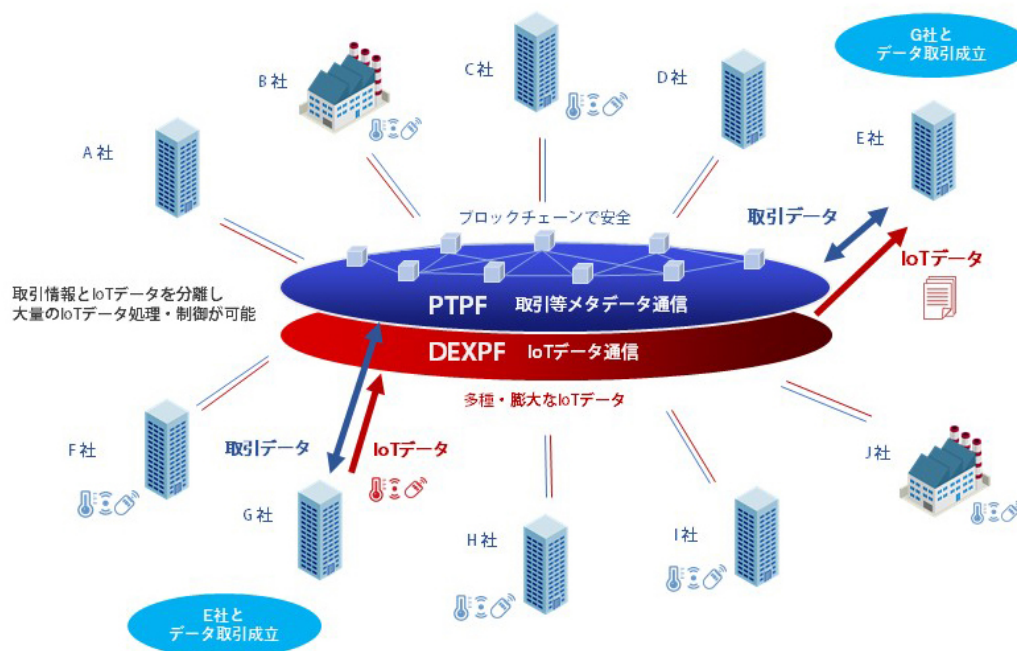 G社と
データ取引成立
C社
B社
D社
E社
A社
ブロックチェーンで安全
取引データ
IoTデータ
取引情報とIoTデータを分離し
大量のIoTデータ処理・制御が可能
PTPF 取引等メタデータ通信
DEXPF IoTデータ通信
多種・膨大なIoTデータ
F社
取引データ
IoTデータ
J社
G社
H社
I社
E社と
データ取引成立